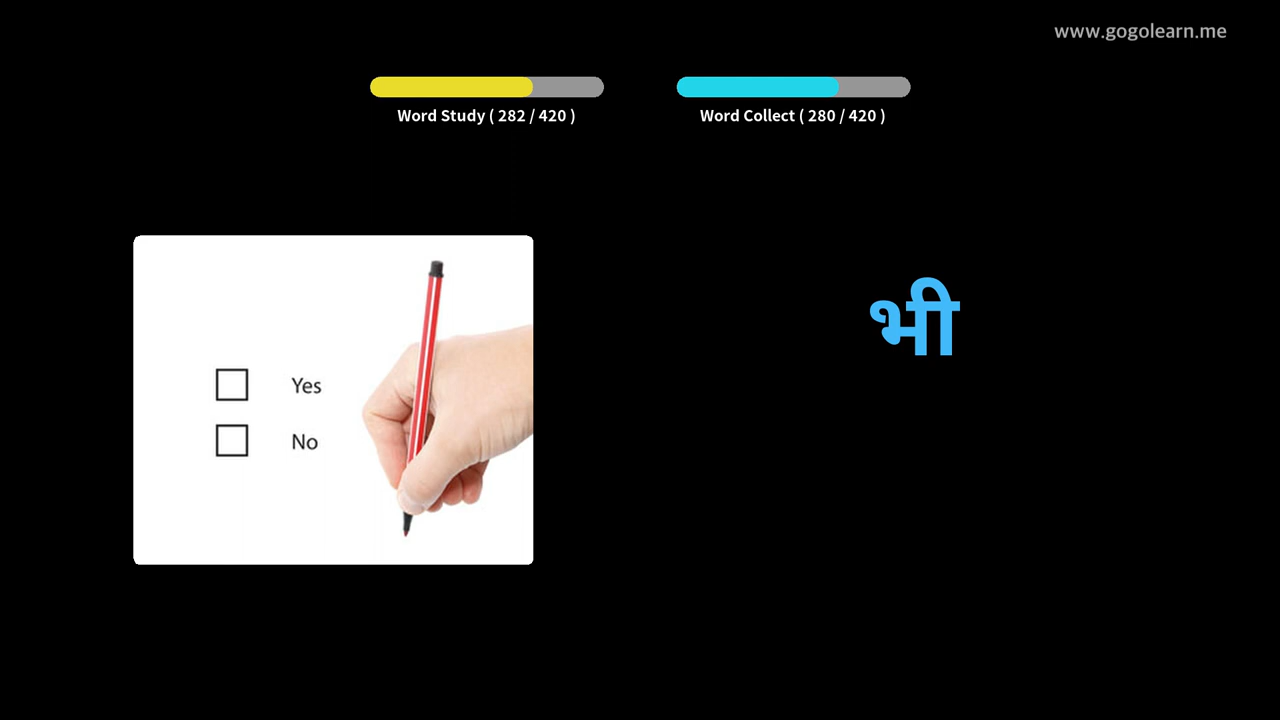 www.gogolearn.me
Word Study ( 282 / 420 )
Word Collect ( 280 / 420 )
भी
Yes
No